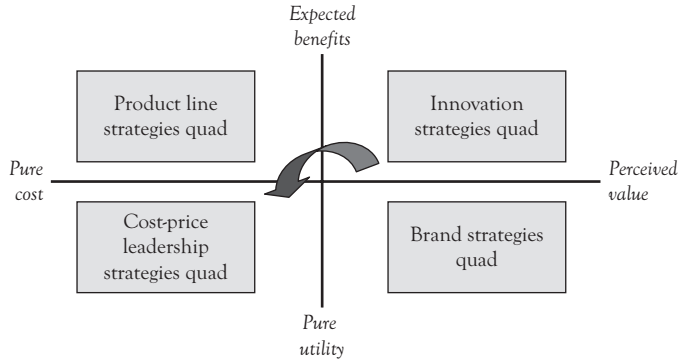 Expected
benefits
Product line
strategies quad
Innovation
strategies quad
Pure
cost
Perceived
value
Cost-price
leadership
strategies quad
Brand strategies
quad
Pure
utility